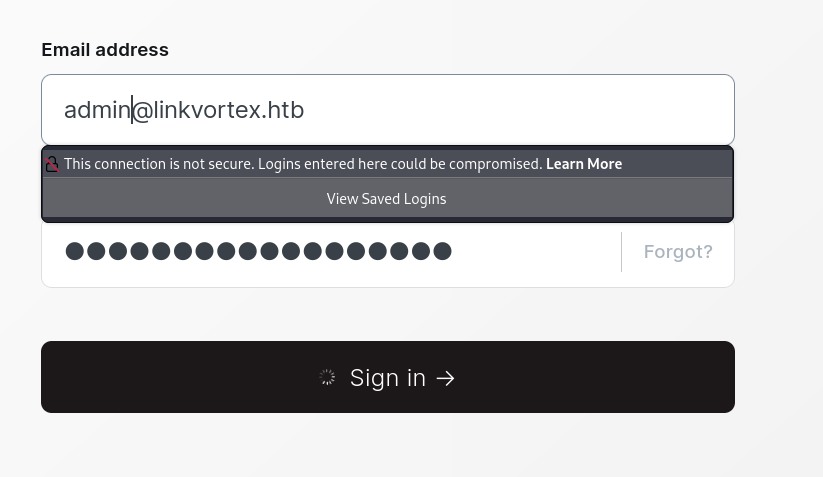 Email address
admin@linkvortex.htb
This connection is not secure. Logins entered here could be compromised. Learn More
View Saved Logins
●●●●●●●●●●●●●●●●●● Forgot?
Sign in →